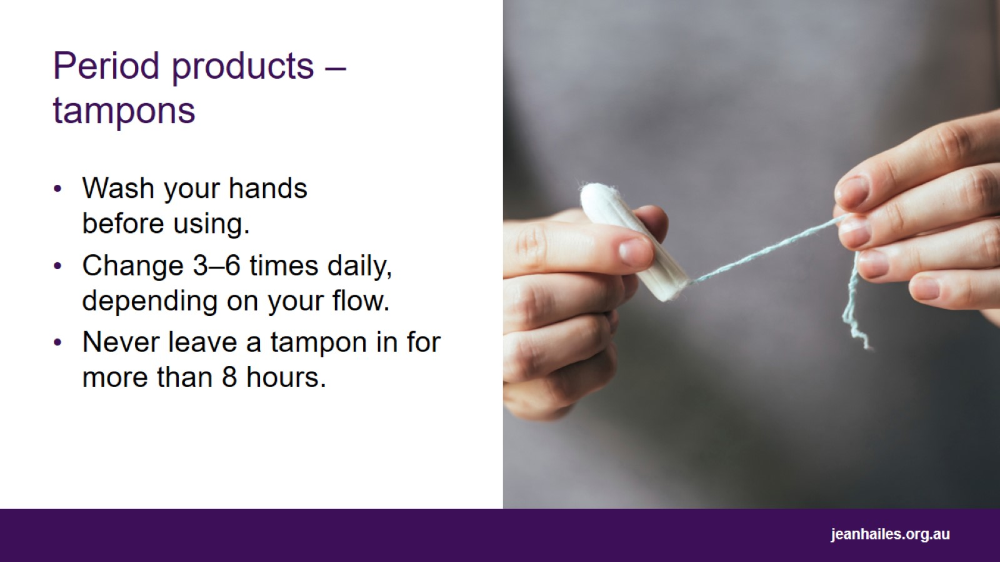 Period products –
tampons
• Wash your hands
before using.
• Change 3–6 times daily,
depending on your flow.
• Never leave a tampon in for
more than 8 hours.
jeanhailes.org.au